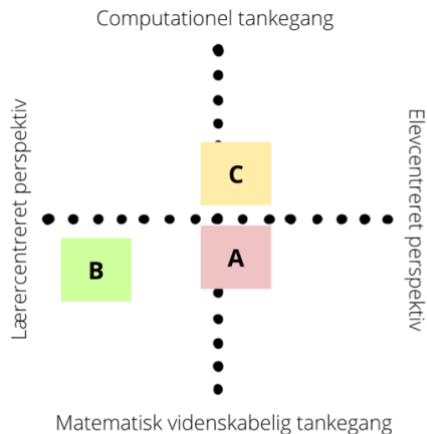 Computationel tankegang
Lærercentreret perspektiv
Elevcentreret perspektiv
C
B
A
Matematisk videnskabelig tankegang